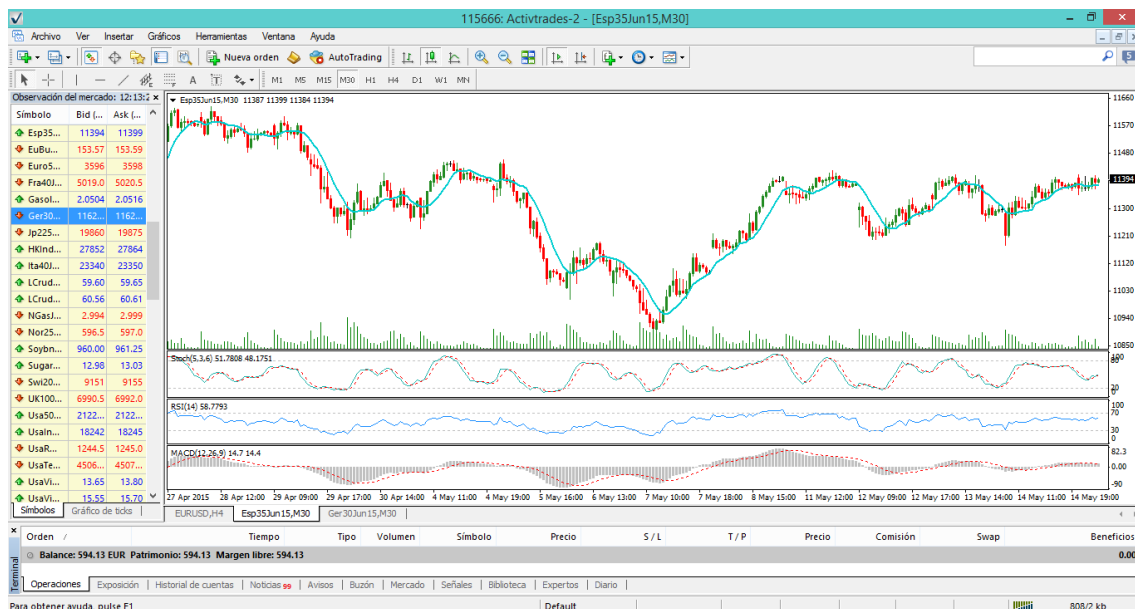 115666: Activtrades-2 - [Esp35Jun15,M30]
Archivo Ver Insertar Gráficos Herramientas Ventana Ayuda
Nueva orden AutoTrading
5
A T M1 M5 M15 M30 H1 H4 D1 W1 MN
Observación del mercado: 12:13:
Símbolo Bid (... Ask (...
Esp35... 11394 11399
EuBu... 153.57 153.59
Euro5... 3596 3598
Fra40J... 5019.0 5020.5
Gasol... 2.0504 2.0516
Ger30... 1162... 1162...
Jp225... 19860 19875
HKInd... 27852 27864
Ita40J... 23340 23350
LCrud... 59.60 59.65
LCrud... 60.56 60.61
NGasJ... 2.994 2.999
Nor25... 596.5 597.0
Soybn... 960.00 961.25
Sugar... 12.98 13.03
Swi20... 9151 9155
UK100... 6990.5 6992.0
Usa50... 2122... 2122...
UsaIn... 18242 18245
UsaR... 1244.5 1245.0
UsaTe... 4506... 4507...
UsaVi... 13.65 13.80
UsaVi... 15.55 15.70
Símbolos Gráfico de ticks
Esp35Jun15,M30 11387 11399 11384 11394
11660
11570
11480
11394
11300
11210
11120
11030
10940
10850
Stoch(5,3,6) 51.7808 48.1751
100
80
20
0
RSI(14) 58.7793
100
70
30
0
MACD(12,26,9) 14.7 14.4
82.3
0.00
-90
27 Apr 2015 28 Apr 12:00 29 Apr 09:00 29 Apr 17:00 30 Apr 14:00 4 May 11:00 4 May 19:00 5 May 16:00 6 May 13:00 7 May 10:00 7 May 18:00 8 May 15:00 11 May 12:00 12 May 09:00 12 May 17:00 13 May 14:00 14 May 11:00 14 May 19:00
EURUSD,H4 Esp35Jun15,M30 Ger30Jun15,M30
Terminal
Orden / Tiempo Tipo Volumen Símbolo Precio S / L T / P Precio Comisión Swap Beneficios
Balance: 594.13 EUR Patrimonio: 594.13 Margen libre: 594.13 0.00
Operaciones Exposición Historial de cuentas Noticias 99 Avisos Buzón Mercado Señales Biblioteca Expertos Diario
Para obtener ayuda, pulse F1 Default 808/2 kb